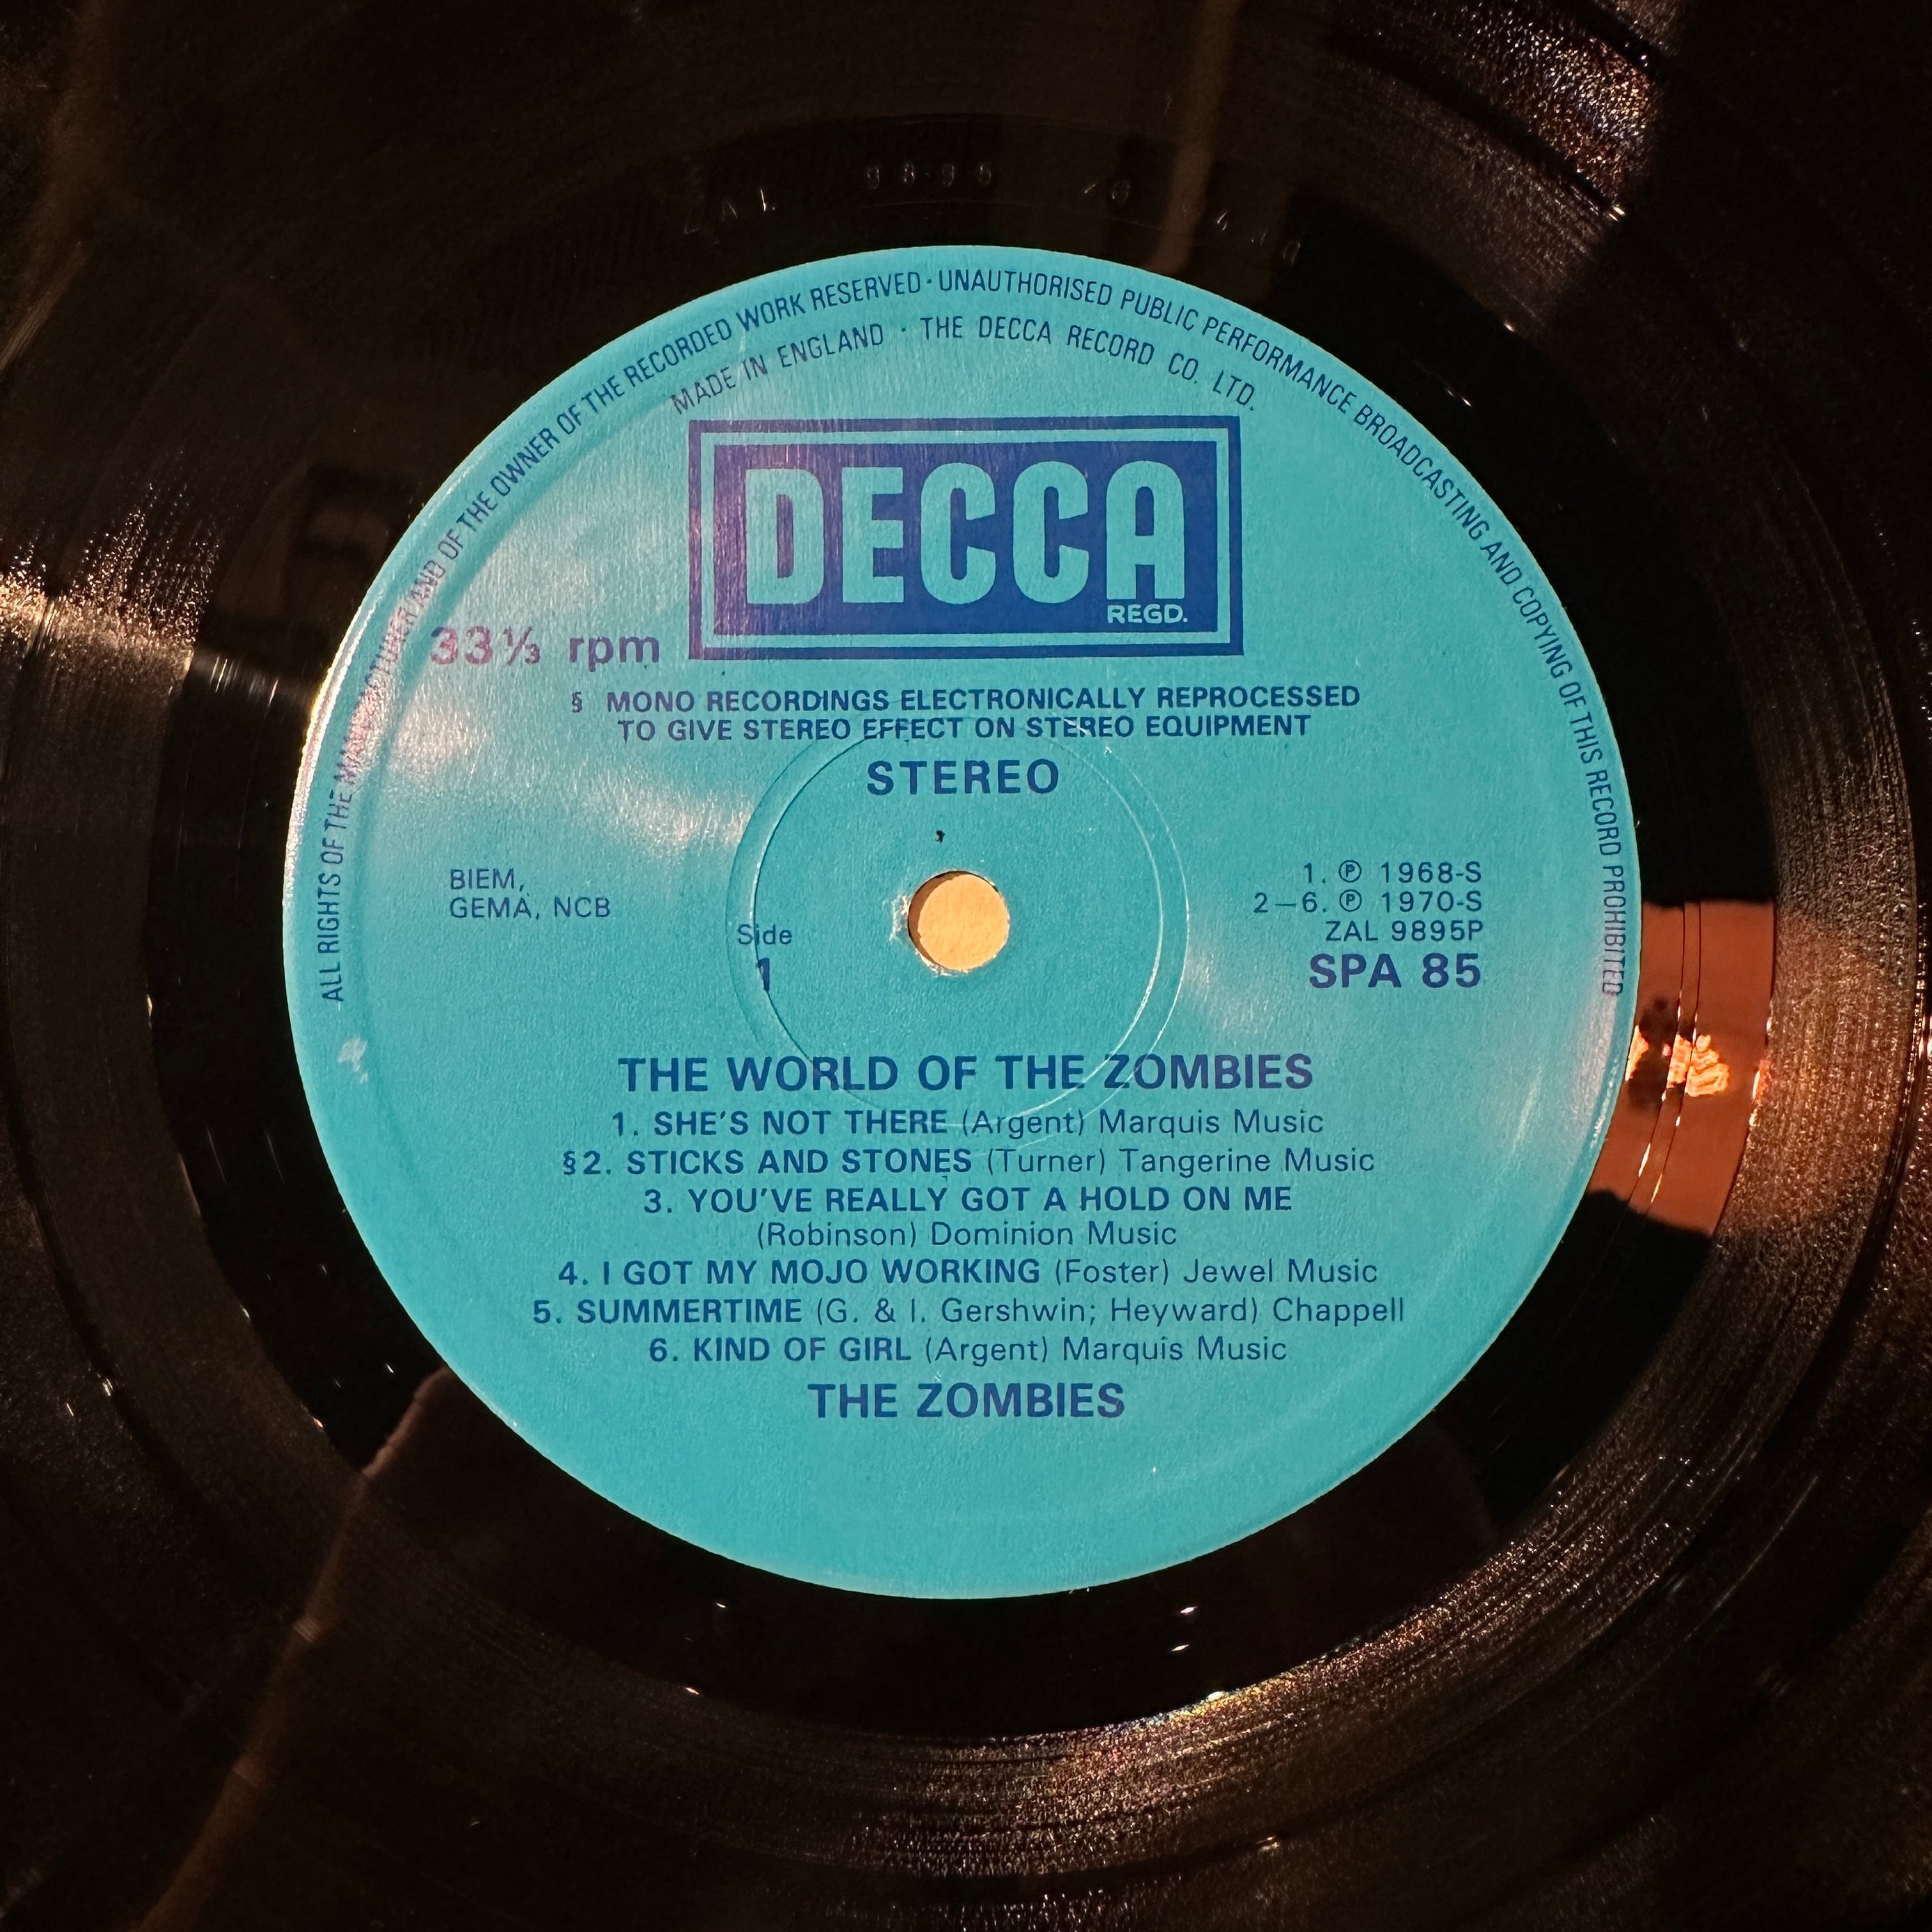 ZAL 9895
ALL RIGHTS OF THE MANUFACTURER AND OF THE OWNER OF THE RECORDED WORK RESERVED · UNAUTHORISED PUBLIC PERFORMANCE BROADCASTING AND COPYING OF THIS RECORD PROHIBITED
MADE IN ENGLAND · THE DECCA RECORD CO. LTD.
DECCA
REGD.
33⅓ rpm
§ MONO RECORDINGS ELECTRONICALLY REPROCESSED
TO GIVE STEREO EFFECT ON STEREO EQUIPMENT
STEREO
BIEM,
GEMA, NCB
Side
1
1. ℗ 1968-S
2–6. ℗ 1970-S
ZAL 9895P
SPA 85
THE WORLD OF THE ZOMBIES
1. SHE'S NOT THERE (Argent) Marquis Music
§2. STICKS AND STONES (Turner) Tangerine Music
3. YOU'VE REALLY GOT A HOLD ON ME
(Robinson) Dominion Music
4. I GOT MY MOJO WORKING (Foster) Jewel Music
5. SUMMERTIME (G. & I. Gershwin; Heyward) Chappell
6. KIND OF GIRL (Argent) Marquis Music
THE ZOMBIES